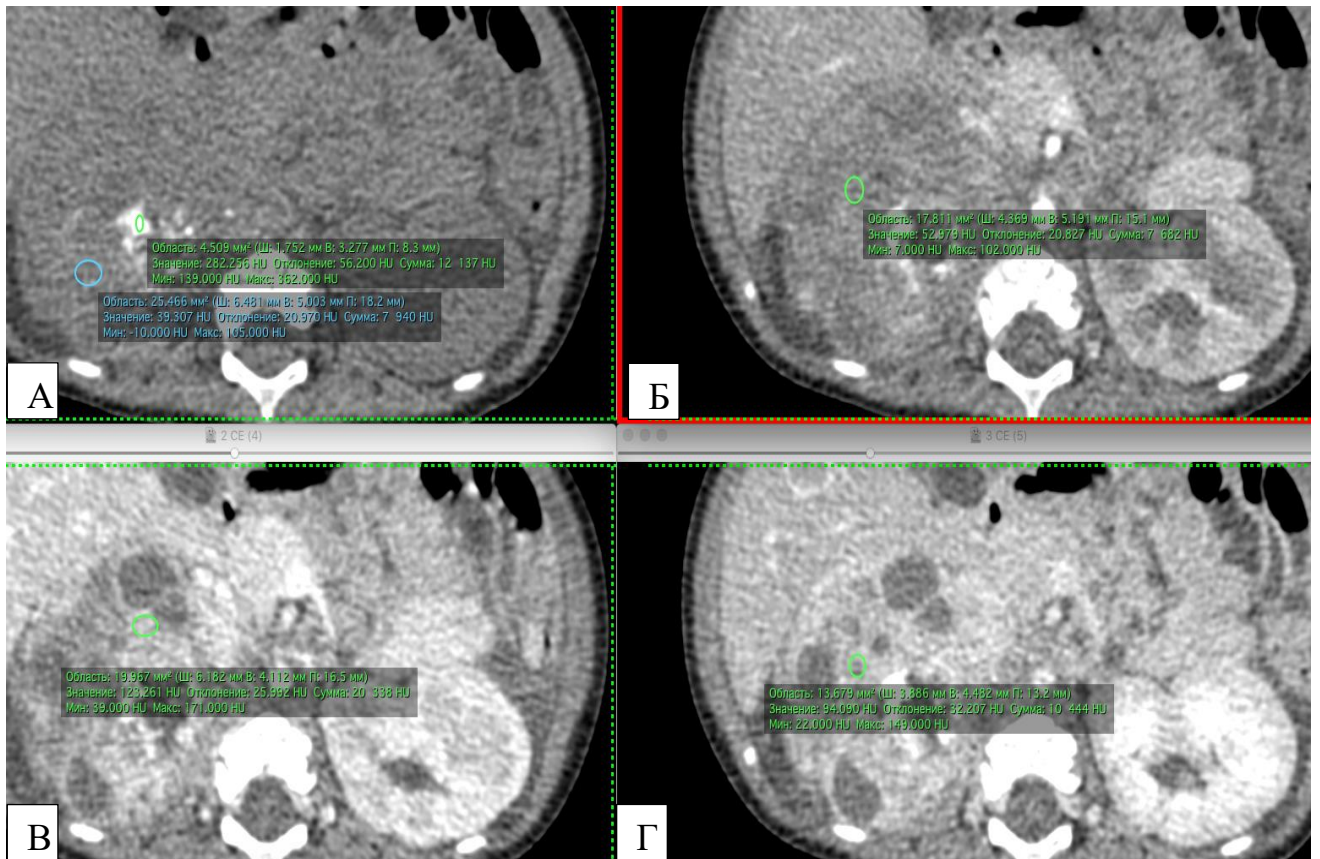 Область: 4.509 мм² (Ш: 1.752 мм В: 3.277 мм П: 8.3 мм)
Значение: 282.256 HU Отклонение: 56.200 HU Сумма: 12 137 HU
Мин: 139.000 HU Макс: 362.000 HU
Область: 25.466 мм² (Ш: 6.481 мм В: 5.003 мм П: 18.2 мм)
Значение: 39.307 HU Отклонение: 20.970 HU Сумма: 7 940 HU
Мин: -10.000 HU Макс: 105.000 HU
А
Область: 17.811 мм² (Ш: 4.369 мм В: 5.191 мм П: 15.1 мм)
Значение: 52.979 HU Отклонение: 20.827 HU Сумма: 7 682 HU
Мин: 7.000 HU Макс: 102.000 HU
Б
2 CE (4)
3 CE (5)
Область: 19.967 мм² (Ш: 6.182 мм В: 4.112 мм П: 16.5 мм)
Значение: 123.261 HU Отклонение: 25.992 HU Сумма: 20 338 HU
Мин: 39.000 HU Макс: 171.000 HU
В
Область: 13.679 мм² (Ш: 3.886 мм В: 4.482 мм П: 13.2 мм)
Значение: 94.090 HU Отклонение: 32.207 HU Сумма: 10 444 HU
Мин: 22.000 HU Макс: 149.000 HU
Г